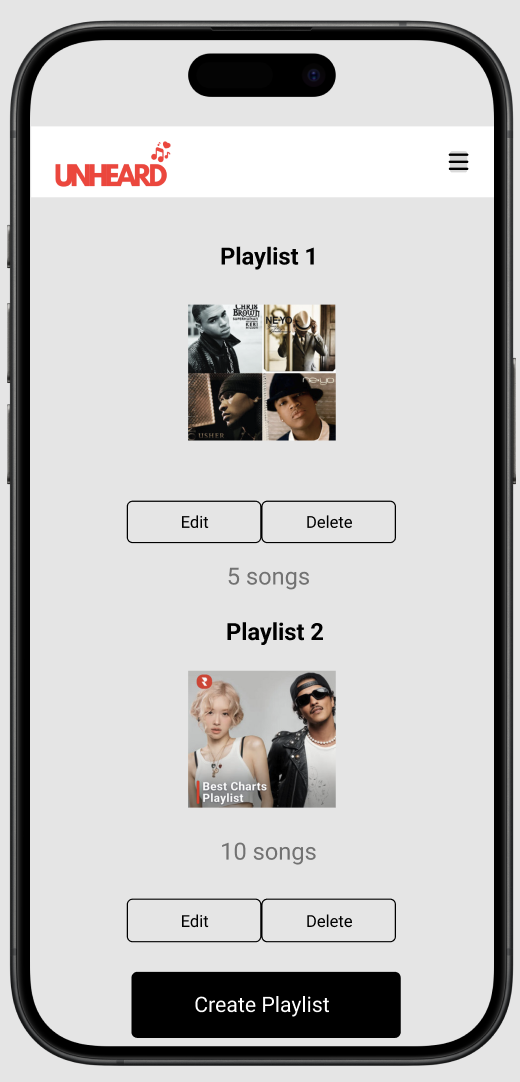 UNHEARD
Playlist 1
CHRIS
BROWN
NE-YO
ne-yo
USHER
Edit
Delete
5 songs
Playlist 2
Best Charts
Playlist
10 songs
Edit
Delete
Create Playlist